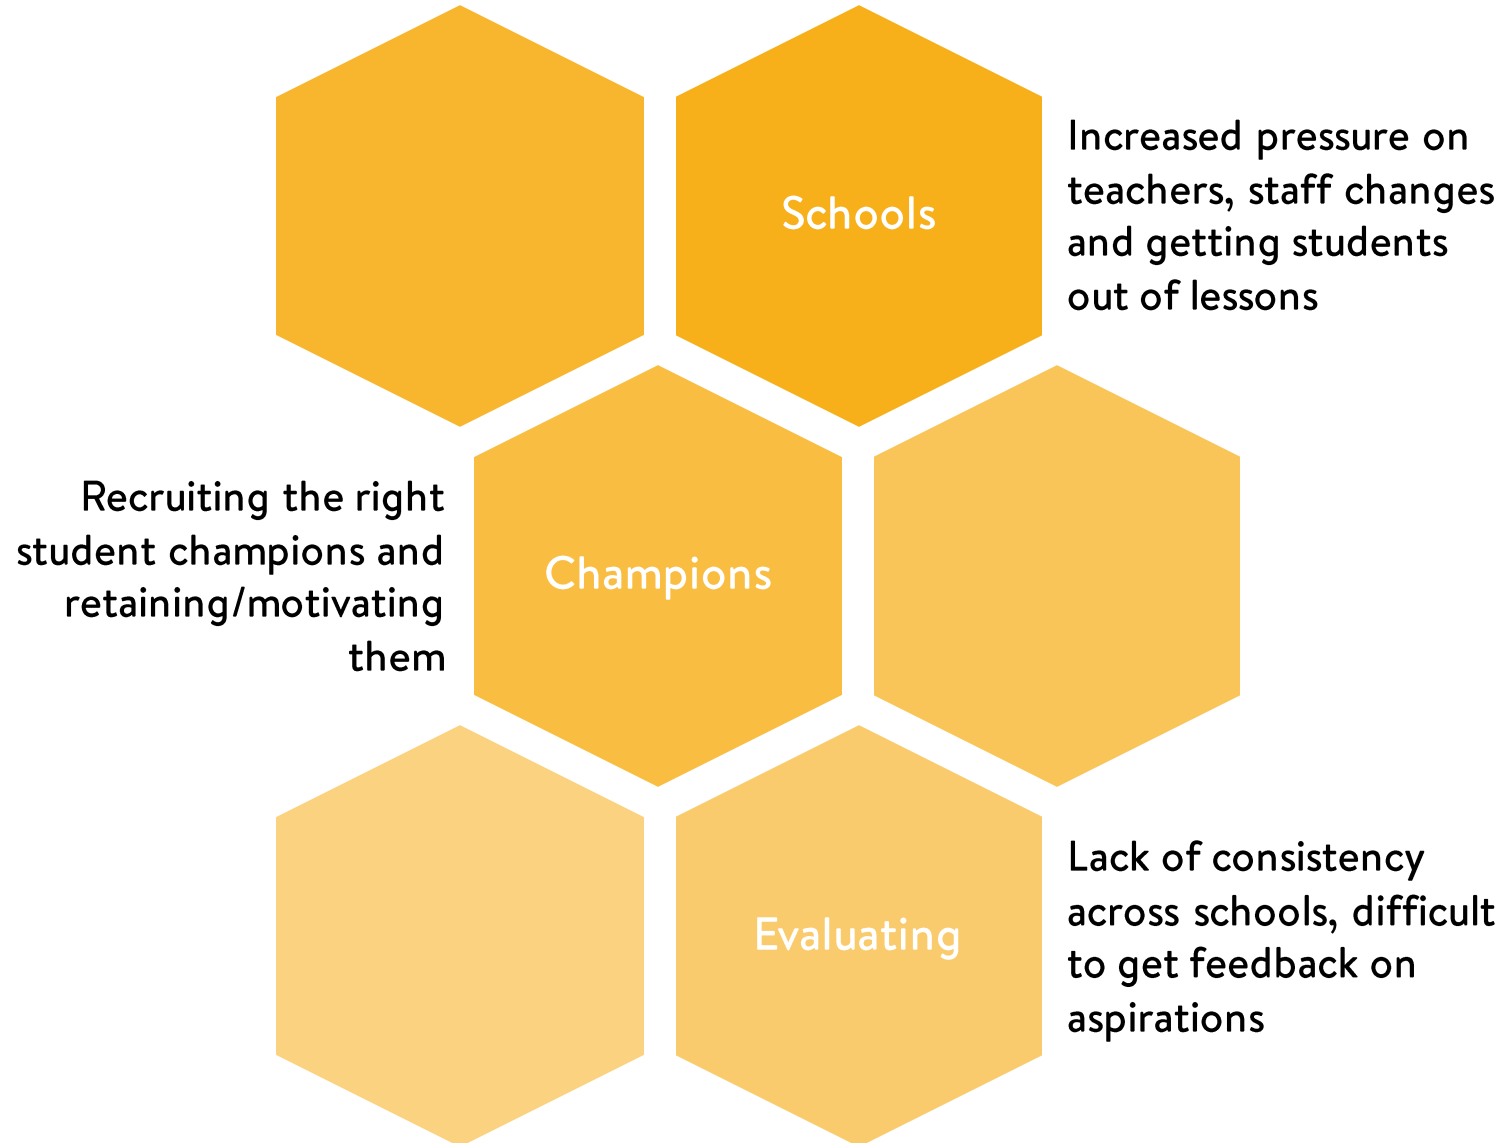 Schools
Increased pressure on
teachers, staff changes
and getting students
out of lessons
Recruiting the right
student champions and
retaining/motivating
them
Champions
Evaluating
Lack of consistency
across schools, difficult
to get feedback on
aspirations